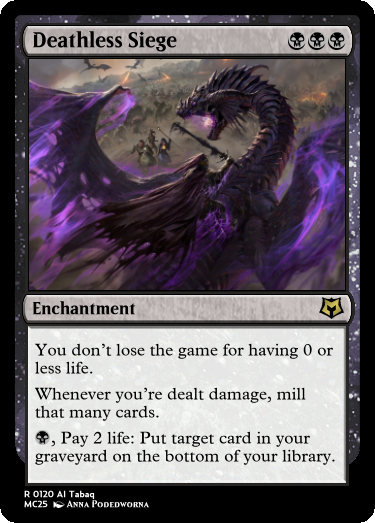 Deathless Siege
Enchantment
You don't lose the game for having 0 or
less life.
Whenever you're dealt damage, mill
that many cards.
, Pay 2 life: Put target card in your
graveyard on the bottom of your library.
R 0120 Al Tabaq
MC25 Anna Podedworna